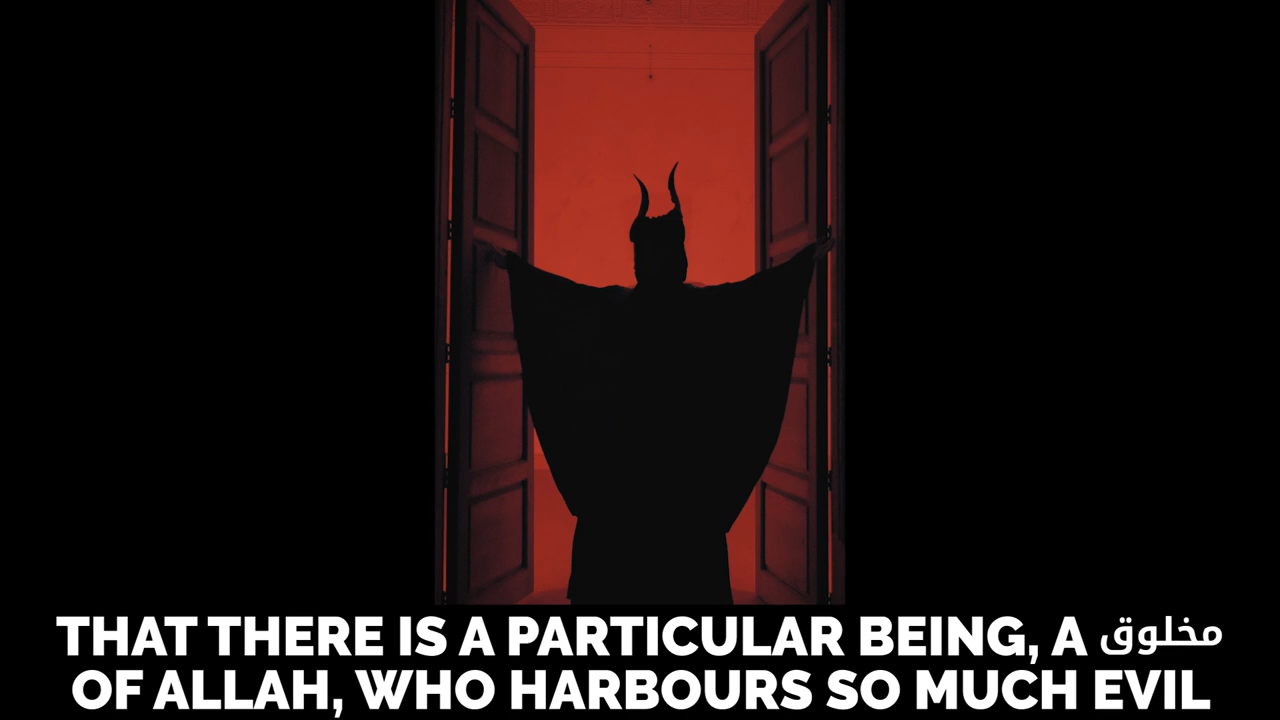 THAT THERE IS A PARTICULAR BEING, A مخلوق
OF ALLAH, WHO HARBOURS SO MUCH EVIL